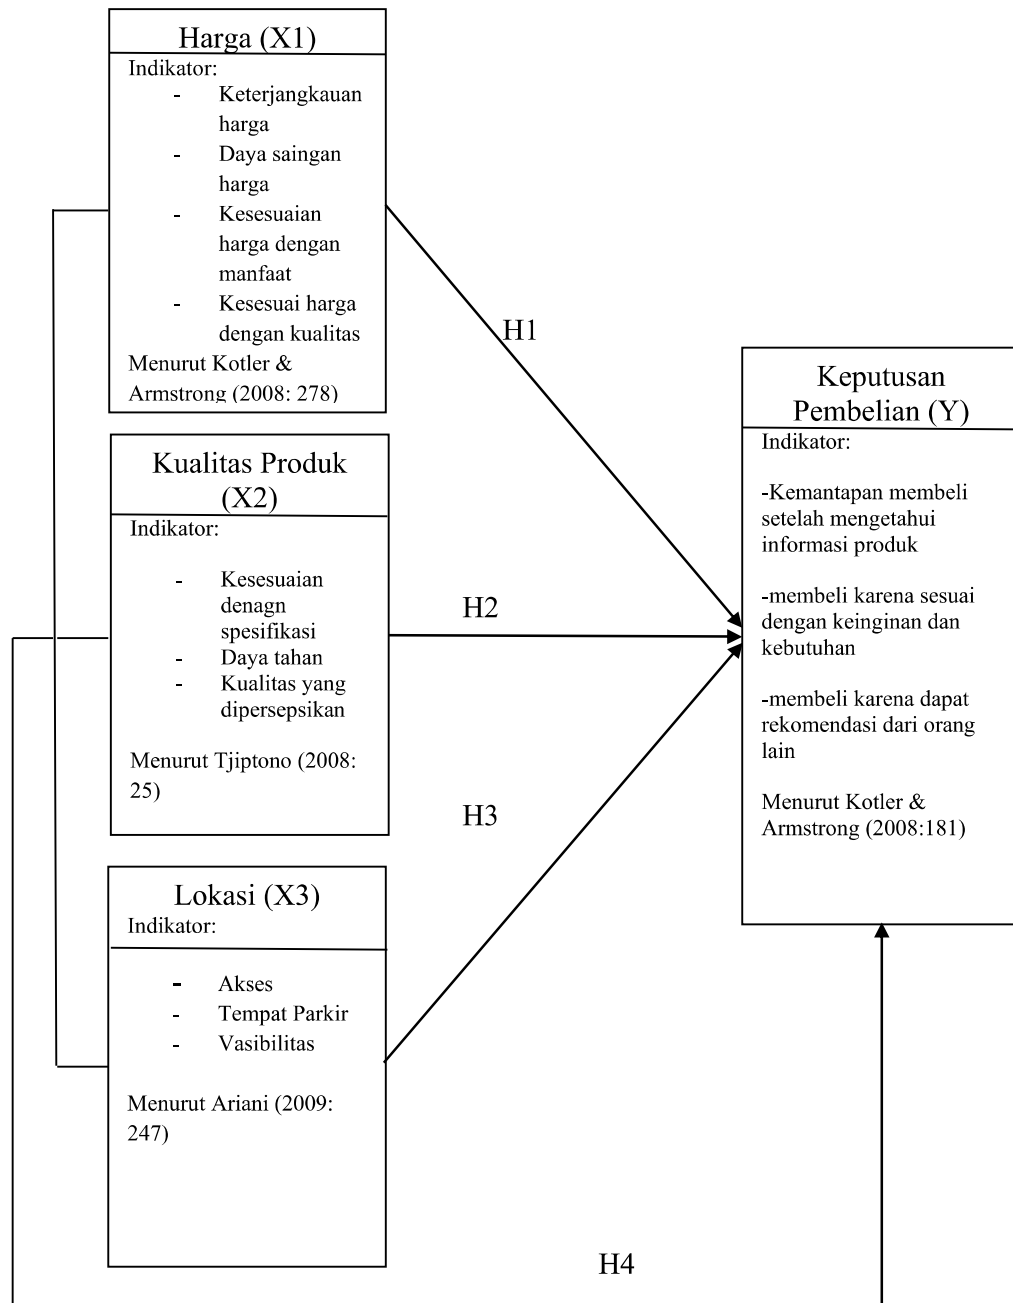 Harga (X1)
Indikator:
- Keterjangkauan
harga
- Daya saingan
harga
- Kesesuaian
harga dengan
manfaat
- Kesesuai harga
dengan kualitas
Menurut Kotler &
Armstrong (2008: 278)
Kualitas Produk
(X2)
Indikator:
- Kesesuaian
denagn
spesifikasi
- Daya tahan
- Kualitas yang
dipersepsikan
Menurut Tjiptono (2008:
25)
Lokasi (X3)
Indikator:
- Akses
- Tempat Parkir
- Vasibilitas
Menurut Ariani (2009:
247)
H1
H2
H3
H4
Keputusan
Pembelian (Y)
Indikator:
-Kemantapan membeli
setelah mengetahui
informasi produk
-membeli karena sesuai
dengan keinginan dan
kebutuhan
-membeli karena dapat
rekomendasi dari orang
lain
Menurut Kotler &
Armstrong (2008:181)